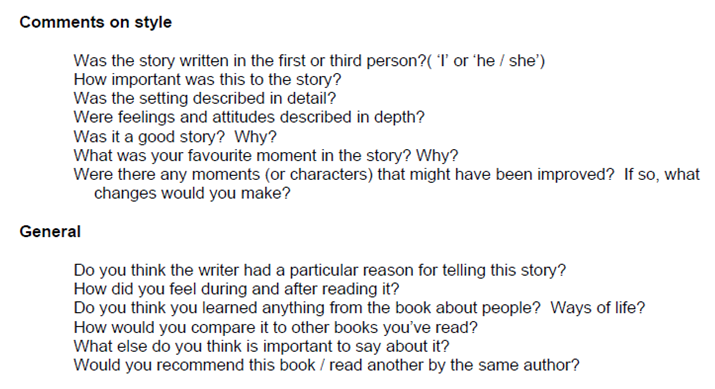 Comments on style
Was the story written in the first or third person?( 'I' or 'he / she')
How important was this to the story?
Was the setting described in detail?
Were feelings and attitudes described in depth?
Was it a good story?  Why?
What was your favourite moment in the story? Why?
Were there any moments (or characters) that might have been improved?  If so, what
changes would you make?
General
Do you think the writer had a particular reason for telling this story?
How did you feel during and after reading it?
Do you think you learned anything from the book about people?  Ways of life?
How would you compare it to other books you've read?
What else do you think is important to say about it?
Would you recommend this book / read another by the same author?